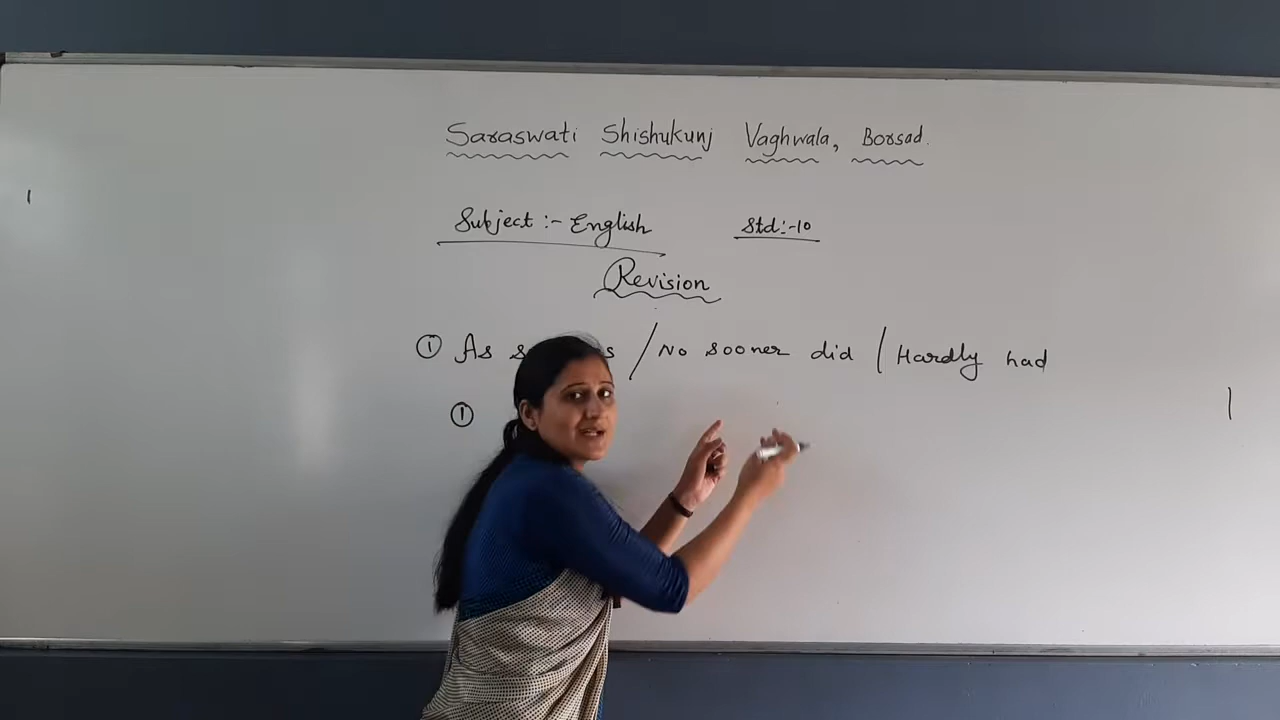 Saraswati Shishukunj Vaghwala, Borsad.
Subject :- English Std:-10
Revision
① As s s / No sooner did / Hardly had
①